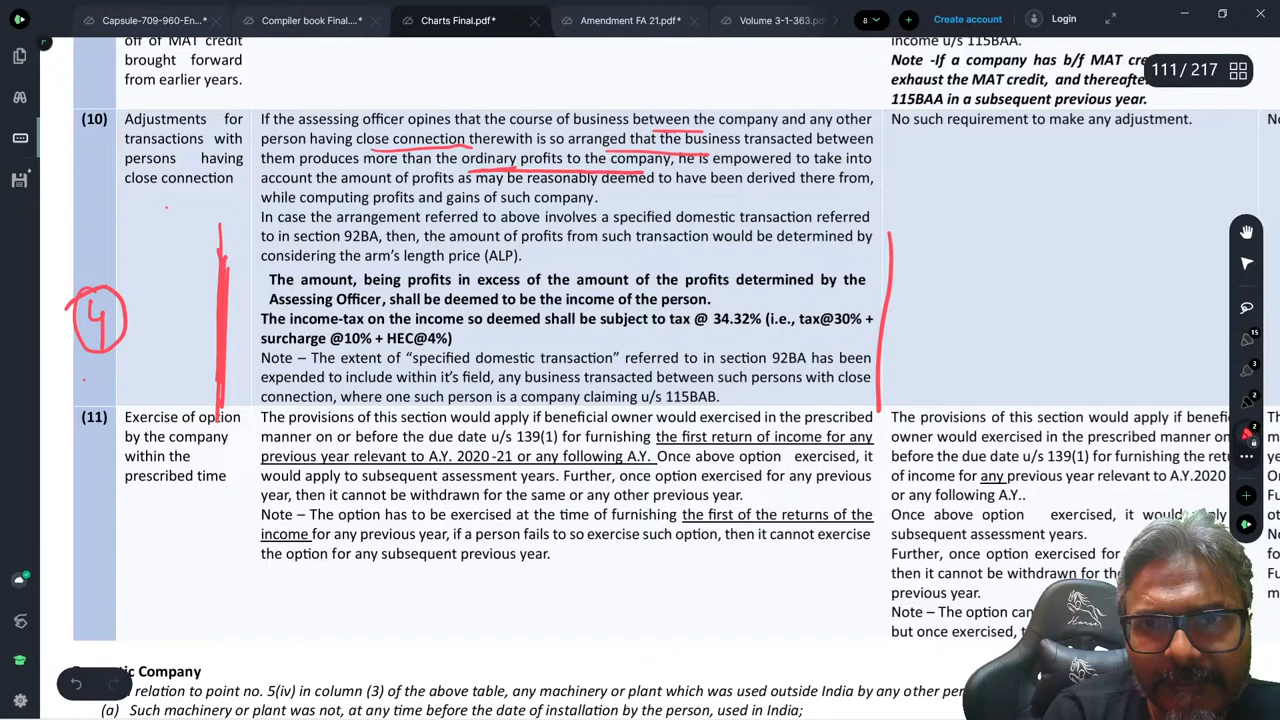 Capsule-709-960-En...*
Compiler book Final....*
Charts Final.pdf*
Amendment FA 21.pdf*
Volume 3-1-363.pdf
8
Create account
Login
111 / 217
off of MAT credit
brought forward
from earlier years.
income u/s 115BAA.
Note -If a company has b/f MAT
exhaust the MAT credit, and thereafter
115BAA in a subsequent previous year.
(10)
Adjustments for
transactions with
persons having
close connection
If the assessing officer opines that the course of business between the company and any other
person having close connection therewith is so arranged that the business transacted between
them produces more than the ordinary profits to the company, he is empowered to take into
account the amount of profits as may be reasonably deemed to have been derived there from,
while computing profits and gains of such company.
In case the arrangement referred to above involves a specified domestic transaction referred
to in section 92BA, then, the amount of profits from such transaction would be determined by
considering the arm's length price (ALP).
The amount, being profits in excess of the amount of the profits determined by the
Assessing Officer, shall be deemed to be the income of the person.
The income-tax on the income so deemed shall be subject to tax @ 34.32% (i.e., tax@30% +
surcharge @10% + HEC@4%)
Note – The extent of "specified domestic transaction" referred to in section 92BA has been
expended to include within it's field, any business transacted between such persons with close
connection, where one such person is a company claiming u/s 115BAB.
No such requirement to make any adjustment.
4
(11)
Exercise of option
by the company
within the
prescribed time
The provisions of this section would apply if beneficial owner would exercised in the prescribed
manner on or before the due date u/s 139(1) for furnishing the first return of income for any
previous year relevant to A.Y. 2020 -21 or any following A.Y. Once above option exercised, it
would apply to subsequent assessment years. Further, once option exercised for any previous
year, then it cannot be withdrawn for the same or any other previous year.
Note – The option has to be exercised at the time of furnishing the first of the returns of the
income for any previous year, if a person fails to so exercise such option, then it cannot exercise
the option for any subsequent previous year.
The provisions of this section would apply if
owner would exercised in the prescribed manner on
before the due date u/s 139(1) for furnishing the
of income for any previous year relevant to A.Y.2020
or any following A.Y..
Once above option exercised, it
subsequent assessment years.
Further, once option exercised for
then it cannot be withdrawn for the
previous year.
Note – The option
but once exercised,
15
3
2
2
Horse
Company
relation to point no. 5(iv) in column (3) of the above table, any machinery or plant which was used outside India by any other
(a) Such machinery or plant was not, at any time before the date of installation by the person, used in India;